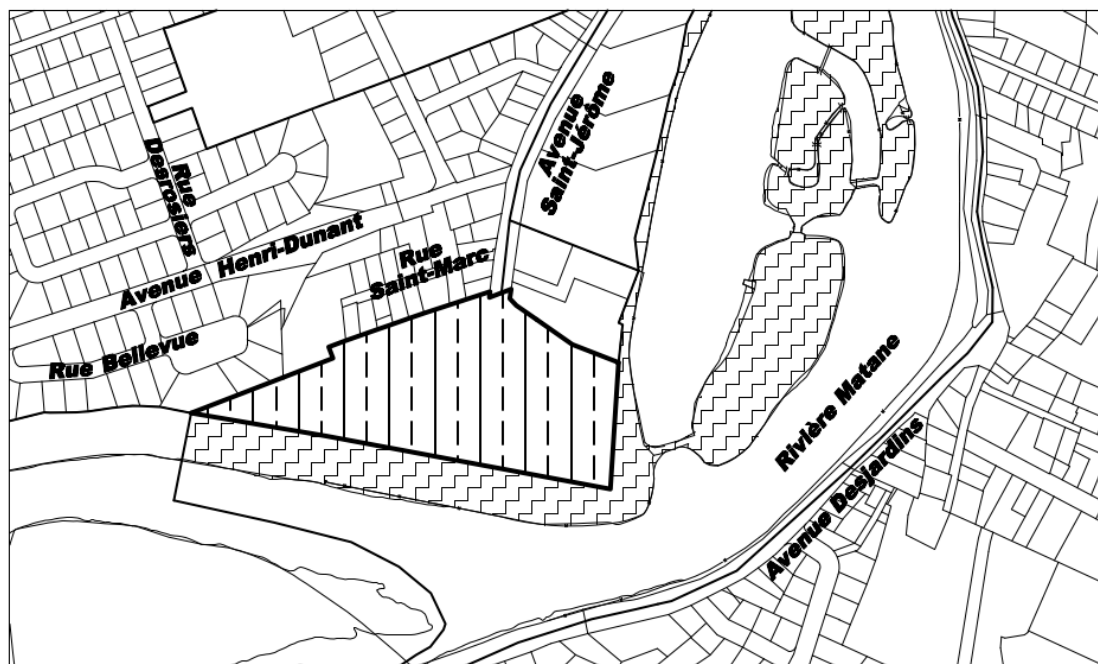 Avenue
Saint-Jérôme
Rue
Desrosiers
Avenue Henri-Dunant
Rue
Saint-Marc
Rue Bellevue
Rivière Matane
Avenue Desjardins